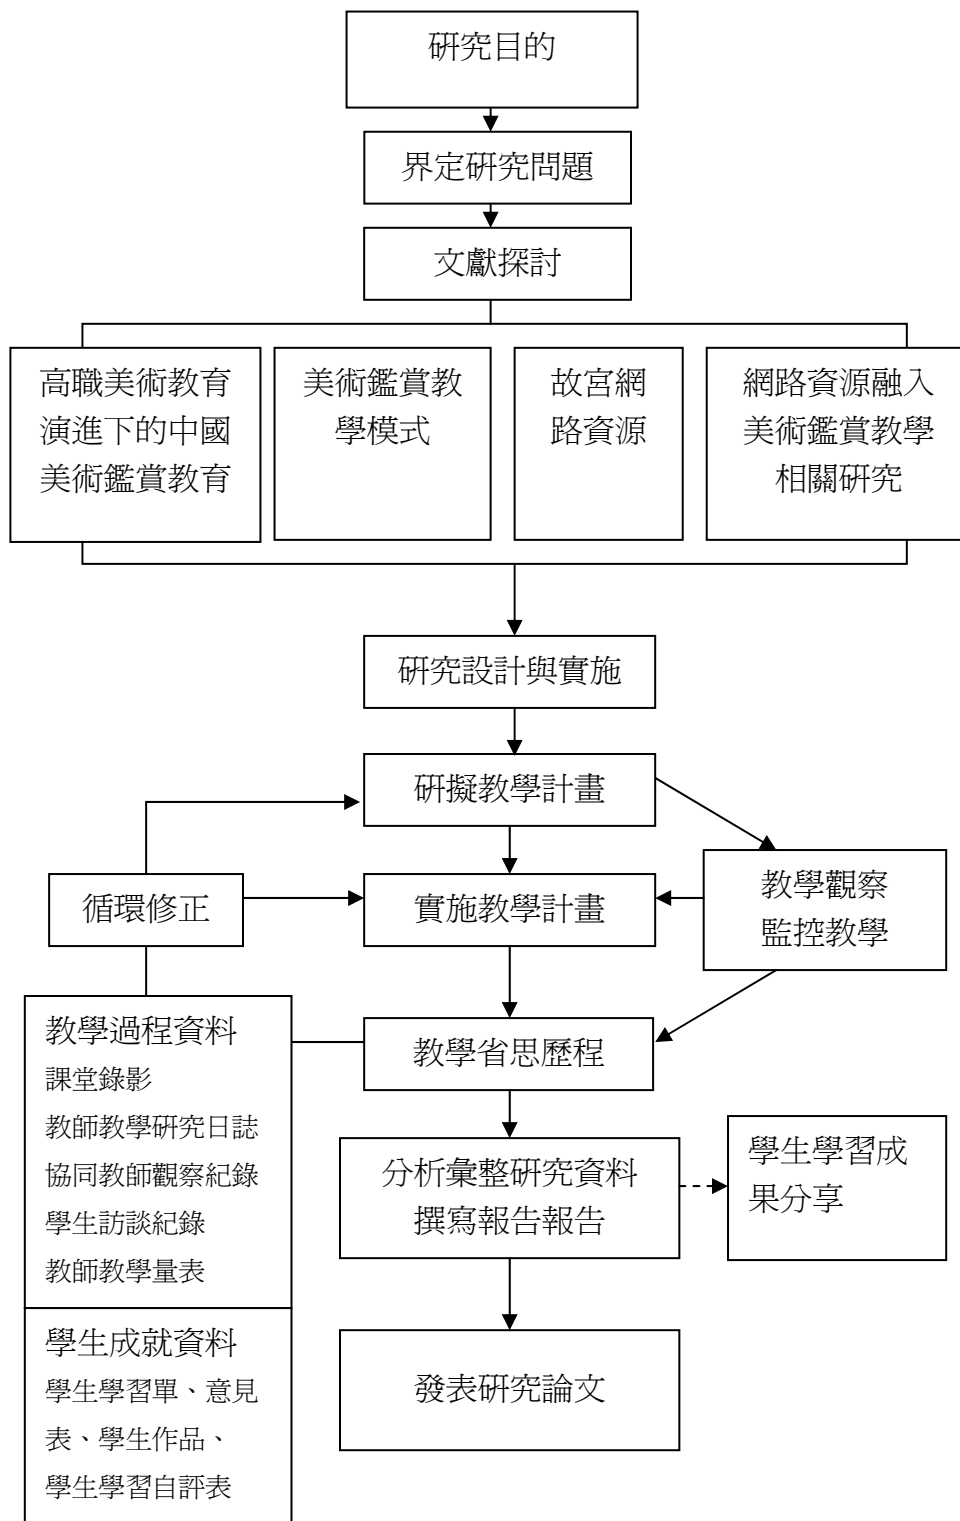 研究目的
界定研究問題
文獻探討
高職美術教育
演進下的中國
美術鑑賞教育
美術鑑賞教
學模式
故宮網
路資源
網路資源融入
美術鑑賞教學
相關研究
研究設計與實施
研擬教學計畫
循環修正
實施教學計畫
教學觀察
監控教學
教學過程資料
課堂錄影
教師教學研究日誌
協同教師觀察紀錄
學生訪談紀錄
教師教學量表
教學省思歷程
分析彙整研究資料
撰寫報告報告
學生學習成
果分享
學生成就資料
學生學習單、意見
表、學生作品、
學生學習自評表
發表研究論文